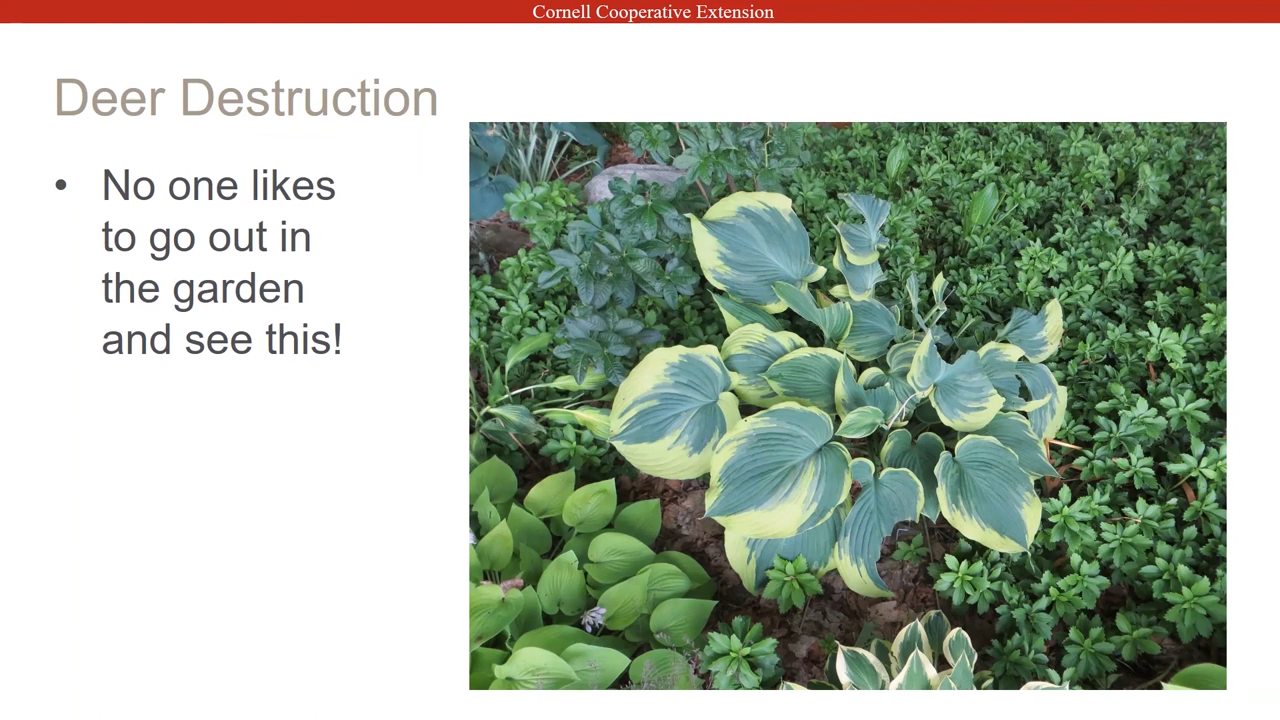 Cornell Cooperative Extension
Deer Destruction
• No one likes
to go out in
the garden
and see this!